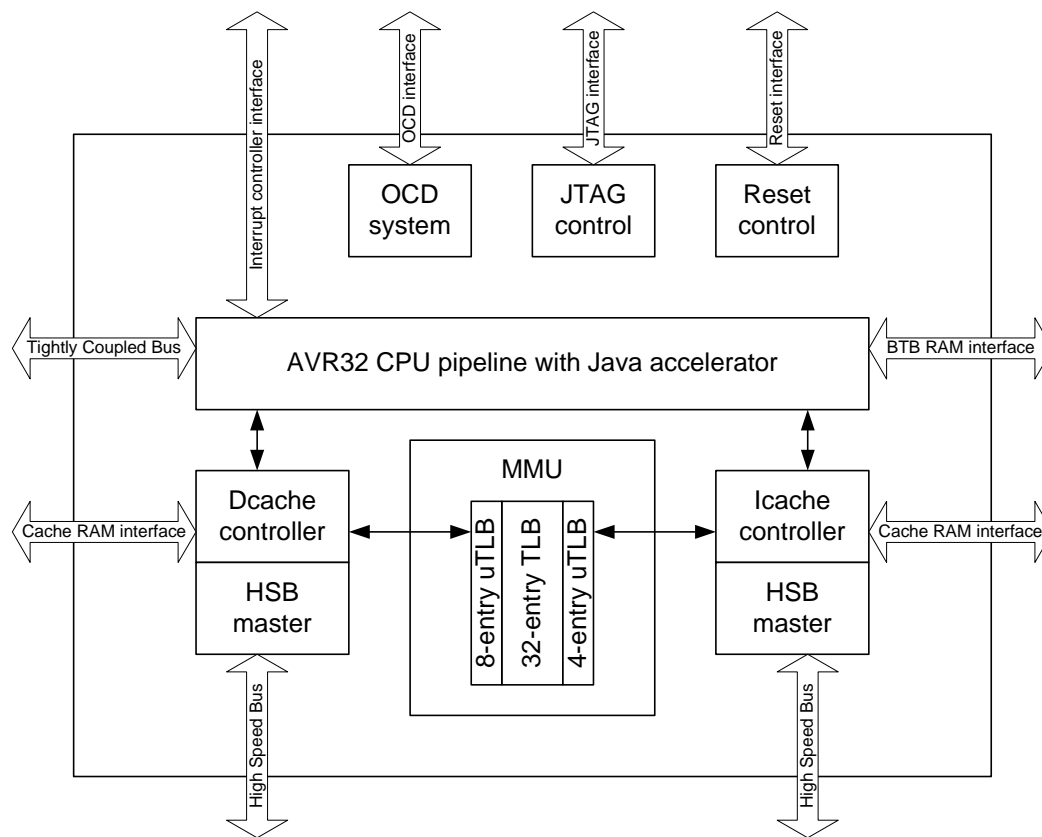 Interrupt controller interface
OCD interface
JTAG interface
Reset interface
OCD
system
JTAG
control
Reset
control
Tightly Coupled Bus
AVR32 CPU pipeline with Java accelerator
BTB RAM interface
MMU
Dcache
controller
Icache
controller
Cache RAM interface
8-entry uTLB
32-entry TLB
4-entry uTLB
Cache RAM interface
HSB
master
HSB
master
High Speed Bus
High Speed Bus